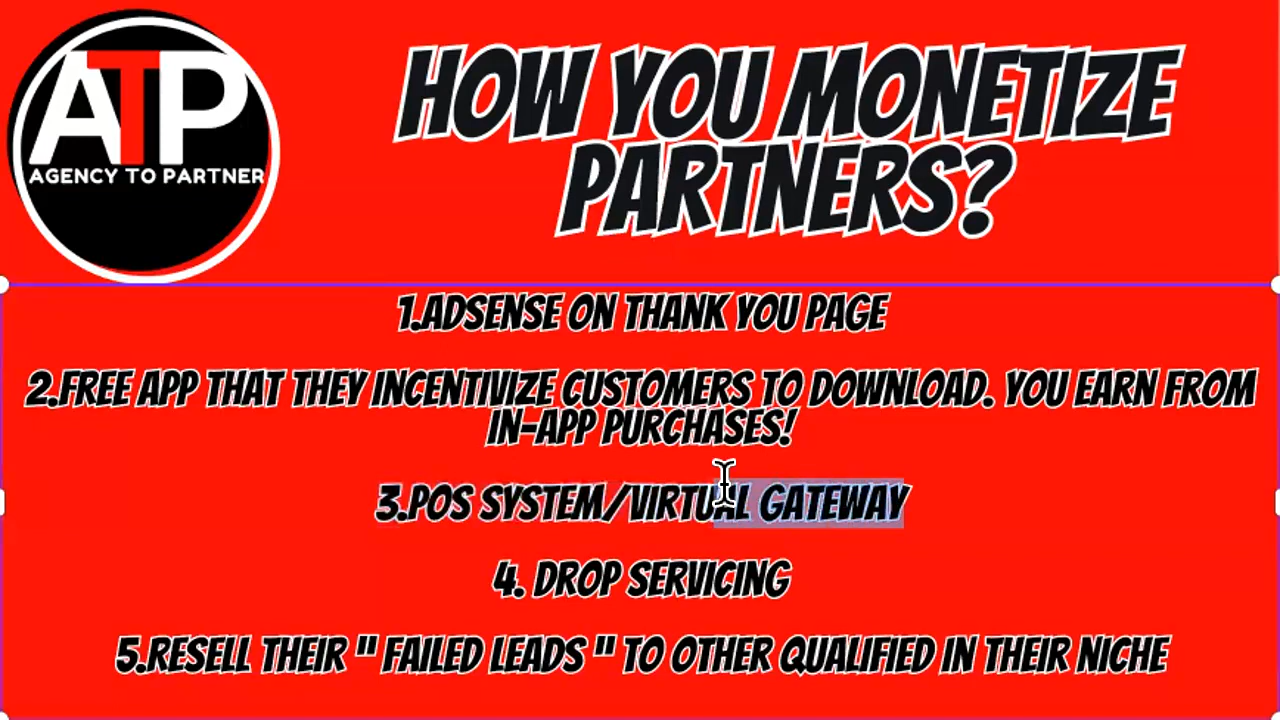 ATP
AGENCY TO PARTNER
HOW YOU MONETIZE
PARTNERS?
1.ADSENSE ON THANK YOU PAGE
2.FREE APP THAT THEY INCENTIVIZE CUSTOMERS TO DOWNLOAD. YOU EARN FROM
IN-APP PURCHASES!
3.POS SYSTEM/VIRTUAL GATEWAY
4. DROP SERVICING
5.RESELL THEIR " FAILED LEADS " TO OTHER QUALIFIED IN THEIR NICHE